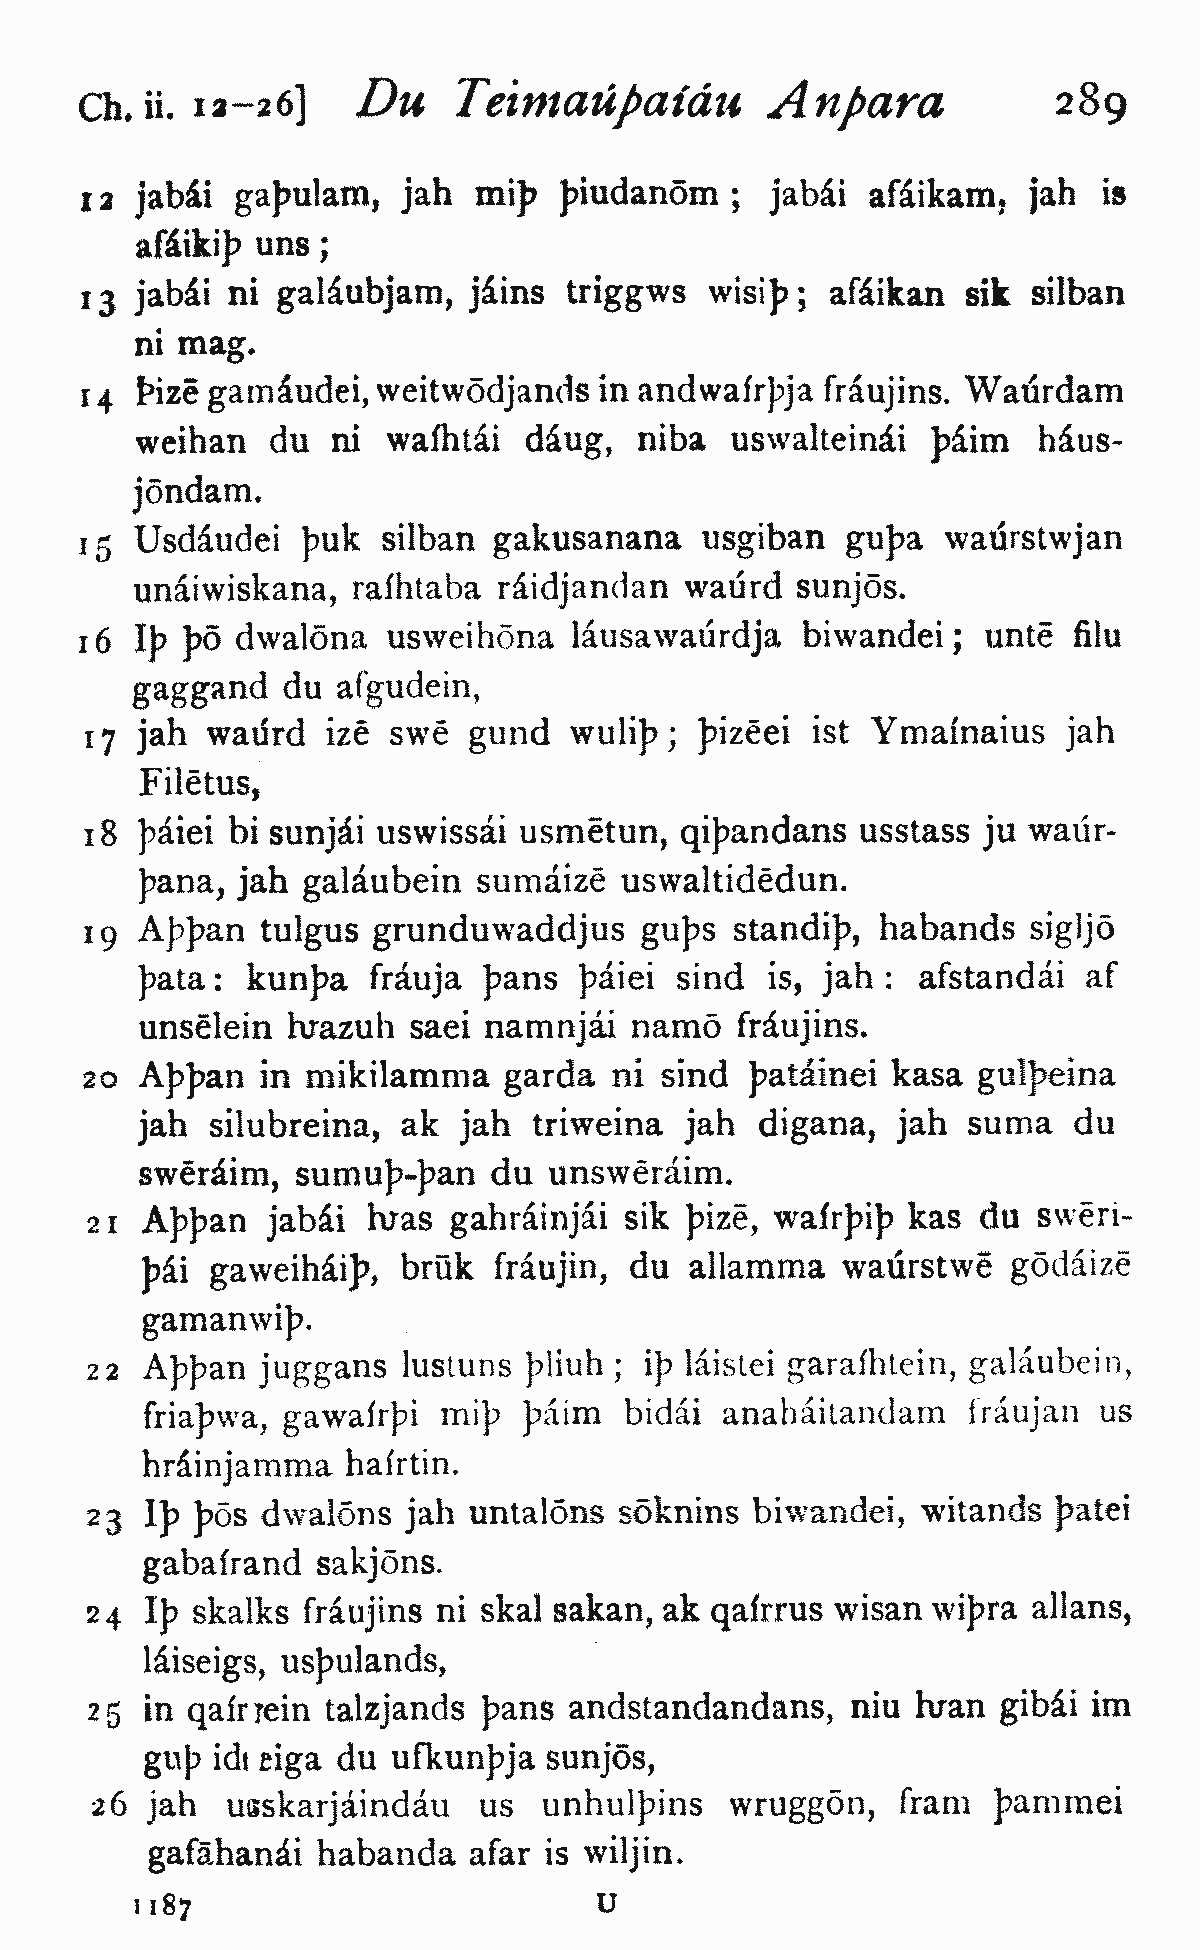 Ch. ii. 12–26] Du Teimaúþaíáu Anþara 289
12 jabái gaþulam, jah miþ þiudanōm ; jabái afáikam, jah is
afáikiþ uns ;
13 jabái ni galáubjam, jáins triggws wisiþ ; afáikan sik silban
ni mag.
14 Þizē gamáudei, weitwōdjands in andwaírþja fráujins. Waúrdam
weihan du ni waíhtái dáug, niba uswalteinái þáim háus-
jōndam.
15 Usdáudei þuk silban gakusanana usgiban guþa waúrstwjan
unáiwiskana, raíhtaba ráidjandan waúrd sunjōs.
16 Iþ þō dwalōna usweihōna láusawaúrdja biwandei ; untē filu
gaggand du afgudein,
17 jah waúrd izē swē gund wuliþ ; þizēei ist Ymaínaius jah
Filētus,
18 þáiei bi sunjái uswissái usmētun, qiþandans usstass ju waúr-
þana, jah galáubein sumáizē uswaltidēdun.
19 Aþþan tulgus grunduwaddjus guþs standiþ, habands sigljō
þata : kunþa fráuja þans þáiei sind is, jah : afstandái af
unsēlein ƕazuh saei namnjái namō fráujins.
20 Aþþan in mikilamma garda ni sind þatáinei kasa gulþeina
jah silubreina, ak jah triweina jah digana, jah suma du
swēráim, sumuþ-þan du unswēráim.
21 Aþþan jabái ƕas gahráinjái sik þizē, waírþiþ kas du swēri-
þái gaweiháiþ, brūk fráujin, du allamma waúrstwē gōdáizē
gamanwiþ.
22 Aþþan juggans lustuns þliuh ; iþ láistei garaíhtein, galáubein,
friaþwa, gawaírþi miþ þáim bidái anaháitandam fráujan us
hráinjamma haírtin.
23 Iþ þōs dwalōns jah untalōns sōknins biwandei, witands þatei
gabaírand sakjōns.
24 Iþ skalks fráujins ni skal sakan, ak qaírrus wisan wiþra allans,
láiseigs, usþulands,
25 in qaírrein talzjands þans andstandandans, niu ƕan gibái im
guþ idreiga du ufkunþja sunjōs,
26 jah usskarjáindáu us unhulþins wruggōn, fram þammei
gafāhanái habanda afar is wiljin.
1187 U